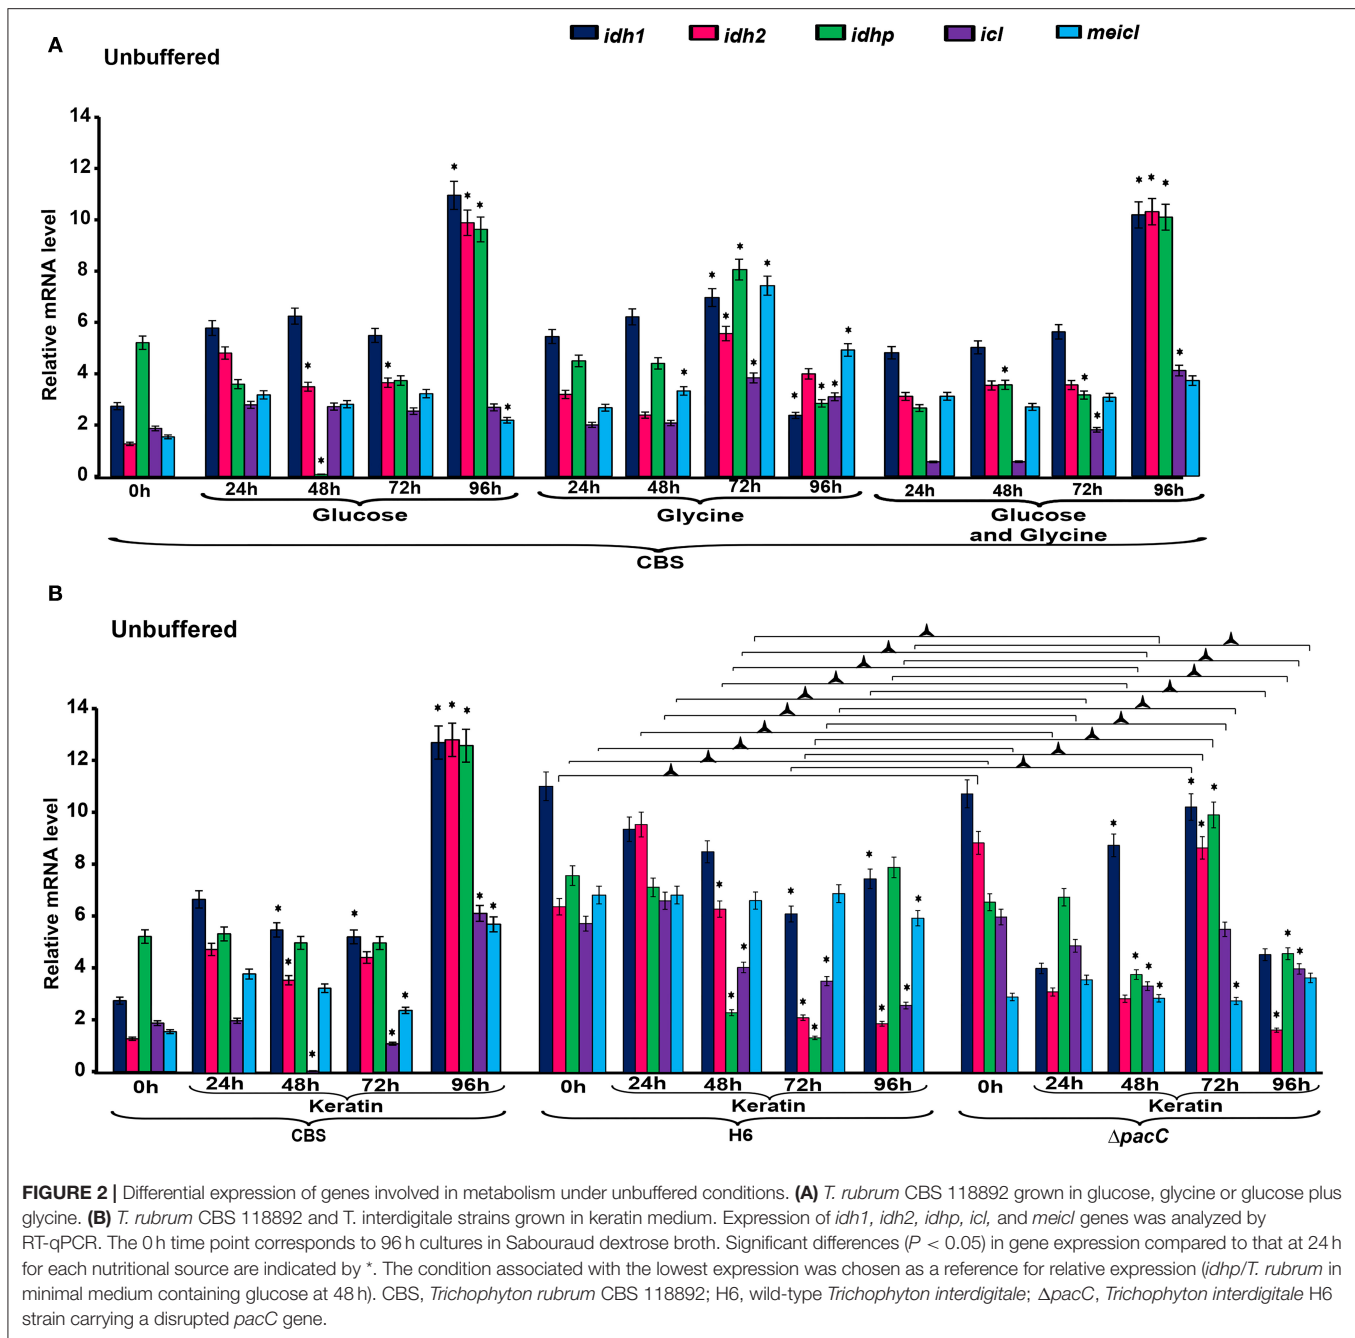 A
idh1 idh2 idhp icl meicl
Unbuffered
Relative mRNA level
14
12
10
8
6
4
2
0
* * * * * * * * * * * * * * * * * * * * * * * *
0h 24h 48h 72h 96h 24h 48h 72h 96h 24h 48h 72h 96h
Glucose Glycine Glucose
and Glycine
CBS
B
Unbuffered
Relative mRNA level
14
12
10
8
6
4
2
0
0h 24h 48h 72h 96h 0h 24h 48h 72h 96h 0h 24h 48h 72h 96h
Keratin Keratin Keratin
CBS H6 ΔpacC
FIGURE 2 | Differential expression of genes involved in metabolism under unbuffered conditions. (A) T. rubrum CBS 118892 grown in glucose, glycine or glucose plus
glycine. (B) T. rubrum CBS 118892 and T. interdigitale strains grown in keratin medium. Expression of idh1, idh2, idhp, icl, and meicl genes was analyzed by
RT-qPCR. The 0 h time point corresponds to 96 h cultures in Sabouraud dextrose broth. Significant differences (P < 0.05) in gene expression compared to that at 24 h
for each nutritional source are indicated by *. The condition associated with the lowest expression was chosen as a reference for relative expression (idhp/T. rubrum in
minimal medium containing glucose at 48 h). CBS, Trichophyton rubrum CBS 118892; H6, wild-type Trichophyton interdigitale; ΔpacC, Trichophyton interdigitale H6
strain carrying a disrupted pacC gene.